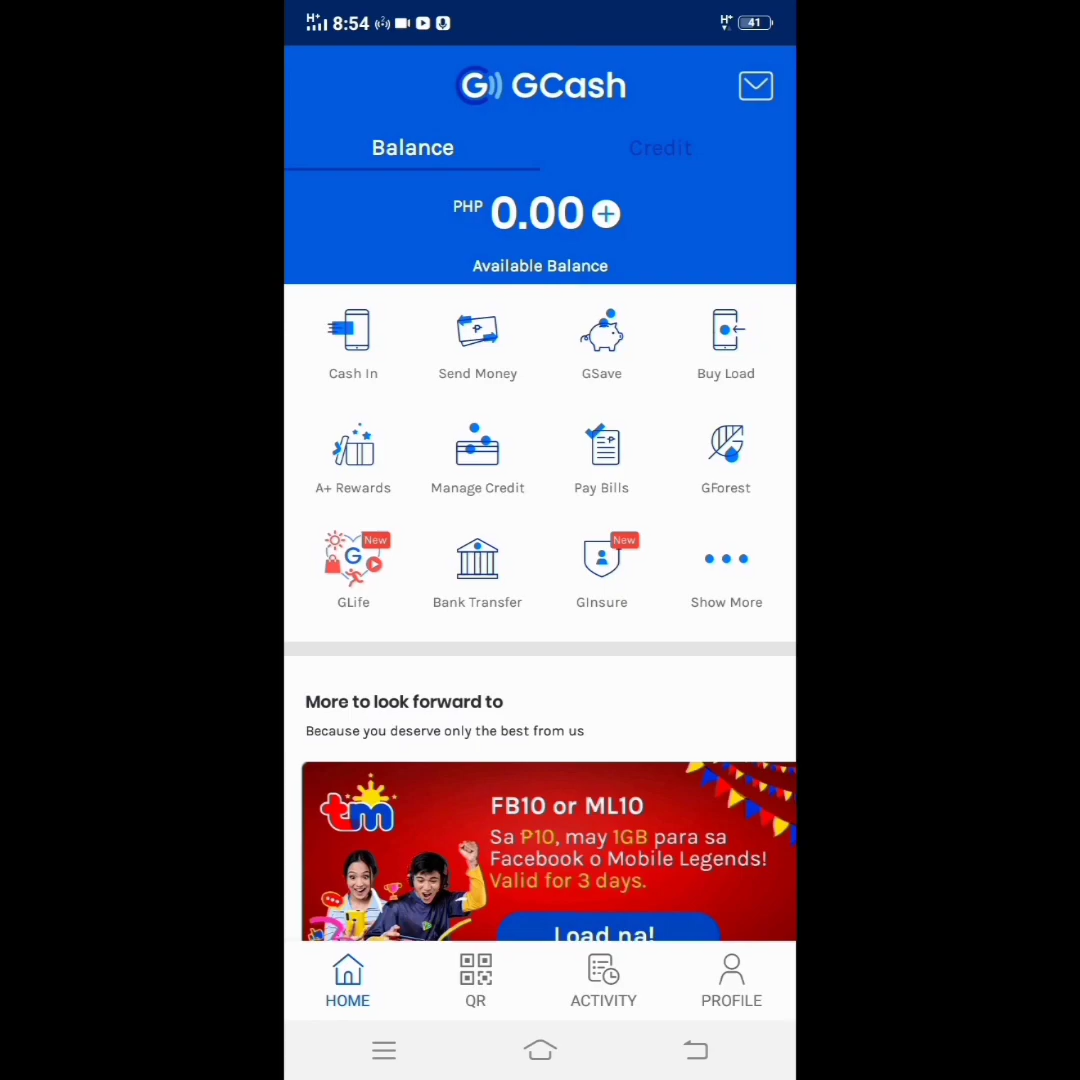 8:54
H+
41
G GCash
Balance
Credit
PHP 0.00
Available Balance
Cash In
Send Money
GSave
Buy Load
A+ Rewards
Manage Credit
Pay Bills
GForest
New
New
GLife
Bank Transfer
GInsure
Show More
More to look forward to
Because you deserve only the best from us
tm
FB10 or ML10
Sa P10, may 1GB para sa
Facebook o Mobile Legends!
Valid for 3 days.
Load na!
HOME
QR
ACTIVITY
PROFILE